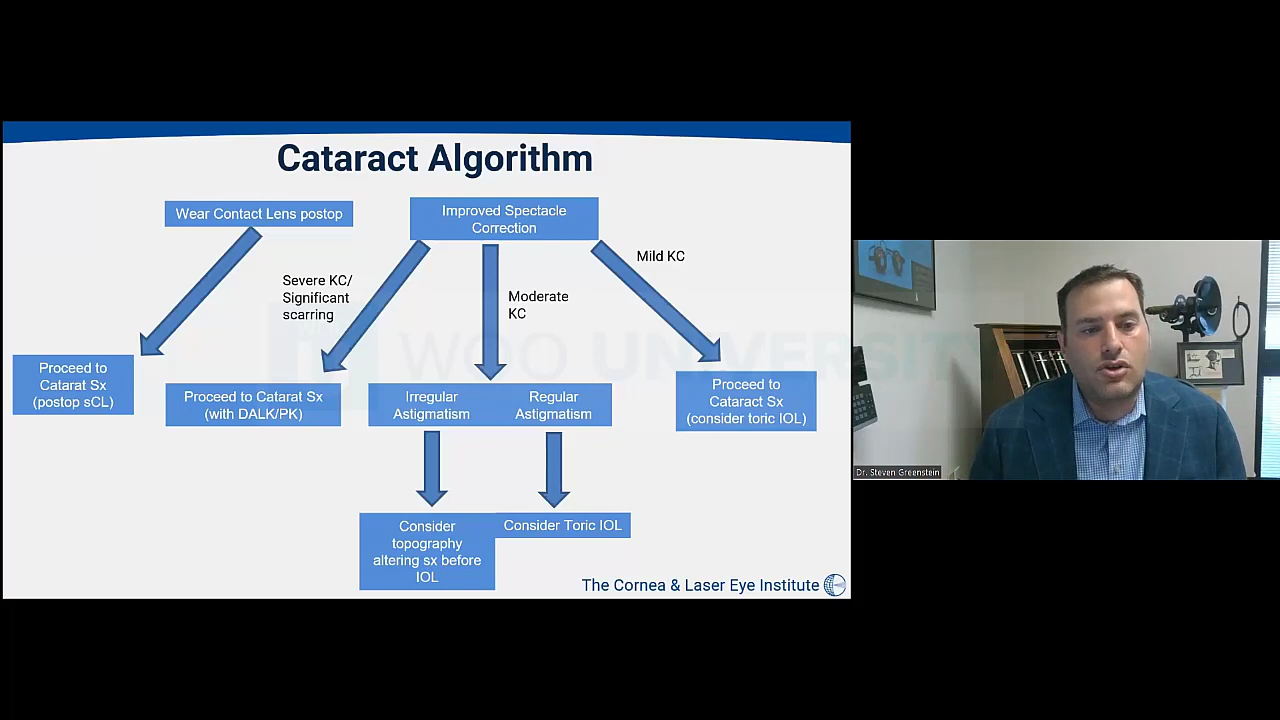 Cataract Algorithm
Wear Contact Lens postop
Improved Spectacle
Correction
Mild KC
Severe KC/
Significant
scarring
Moderate
KC
WOO UNIVERSITY
Proceed to
Catarat Sx
(postop sCL)
Proceed to Catarat Sx
(with DALK/PK)
Irregular
Astigmatism
Regular
Astigmatism
Proceed to
Cataract Sx
(consider toric IOL)
Consider
topography
altering sx before
IOL
Consider Toric IOL
The Cornea & Laser Eye Institute
Dr. Steven Greenstein